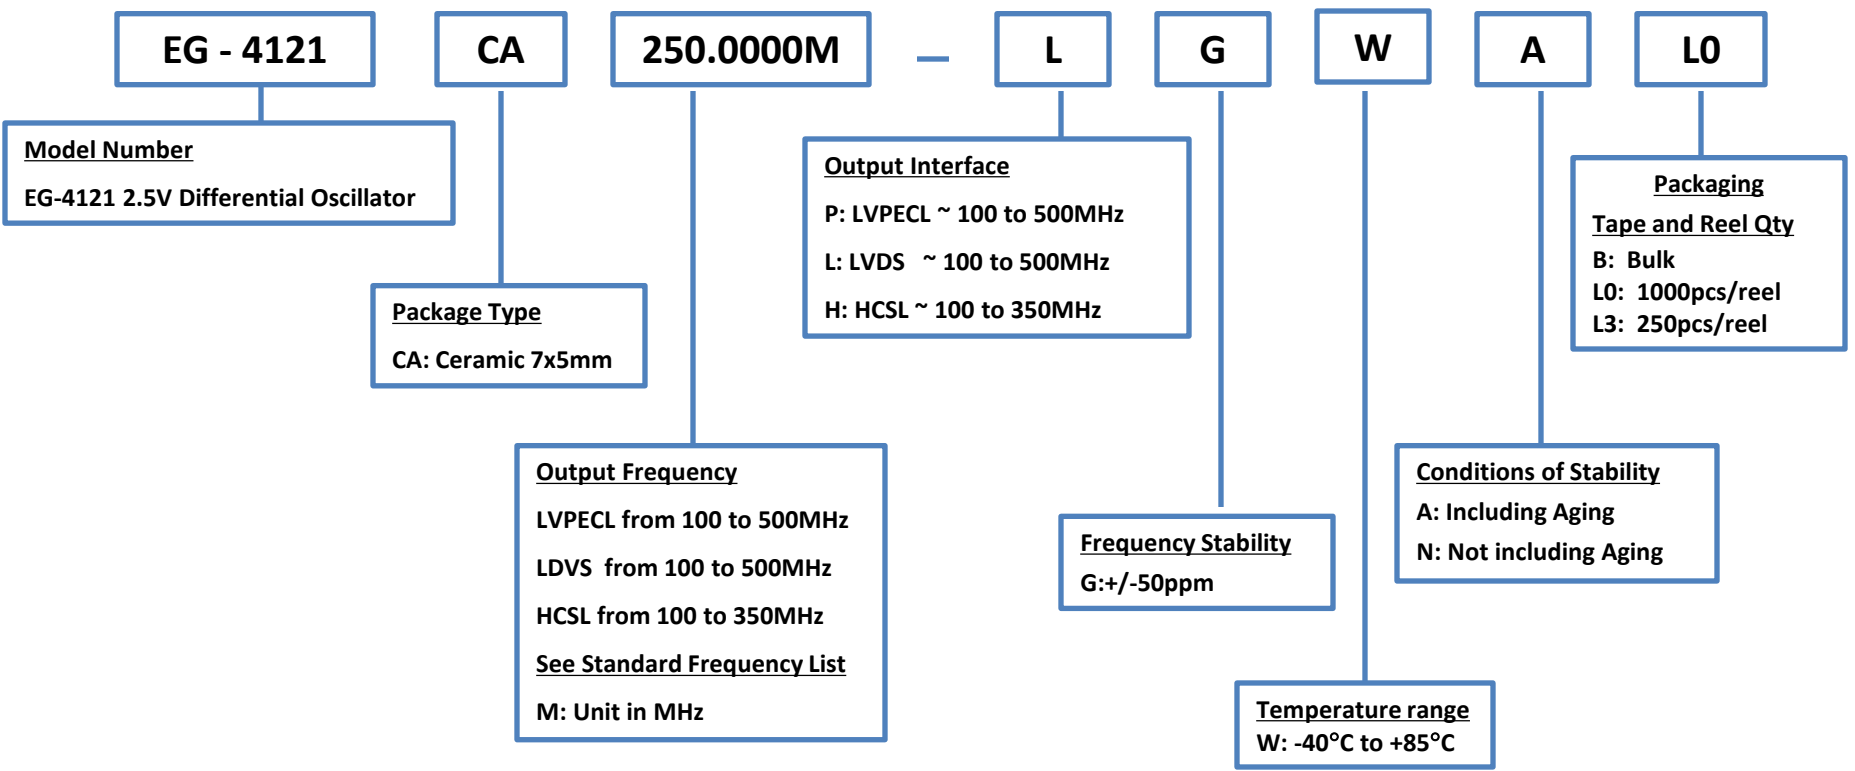 EG - 4121 CA 250.0000M – L G W A L0
Model Number
EG-4121 2.5V Differential Oscillator
Package Type
CA: Ceramic 7x5mm
Output Frequency
LVPECL from 100 to 500MHz
LDVS from 100 to 500MHz
HCSL from 100 to 350MHz
See Standard Frequency List
M: Unit in MHz
Output Interface
P: LVPECL ~ 100 to 500MHz
L: LVDS ~ 100 to 500MHz
H: HCSL ~ 100 to 350MHz
Frequency Stability
G:+/-50ppm
Temperature range
W: -40°C to +85°C
Conditions of Stability
A: Including Aging
N: Not including Aging
Packaging
Tape and Reel Qty
B: Bulk
L0: 1000pcs/reel
L3: 250pcs/reel